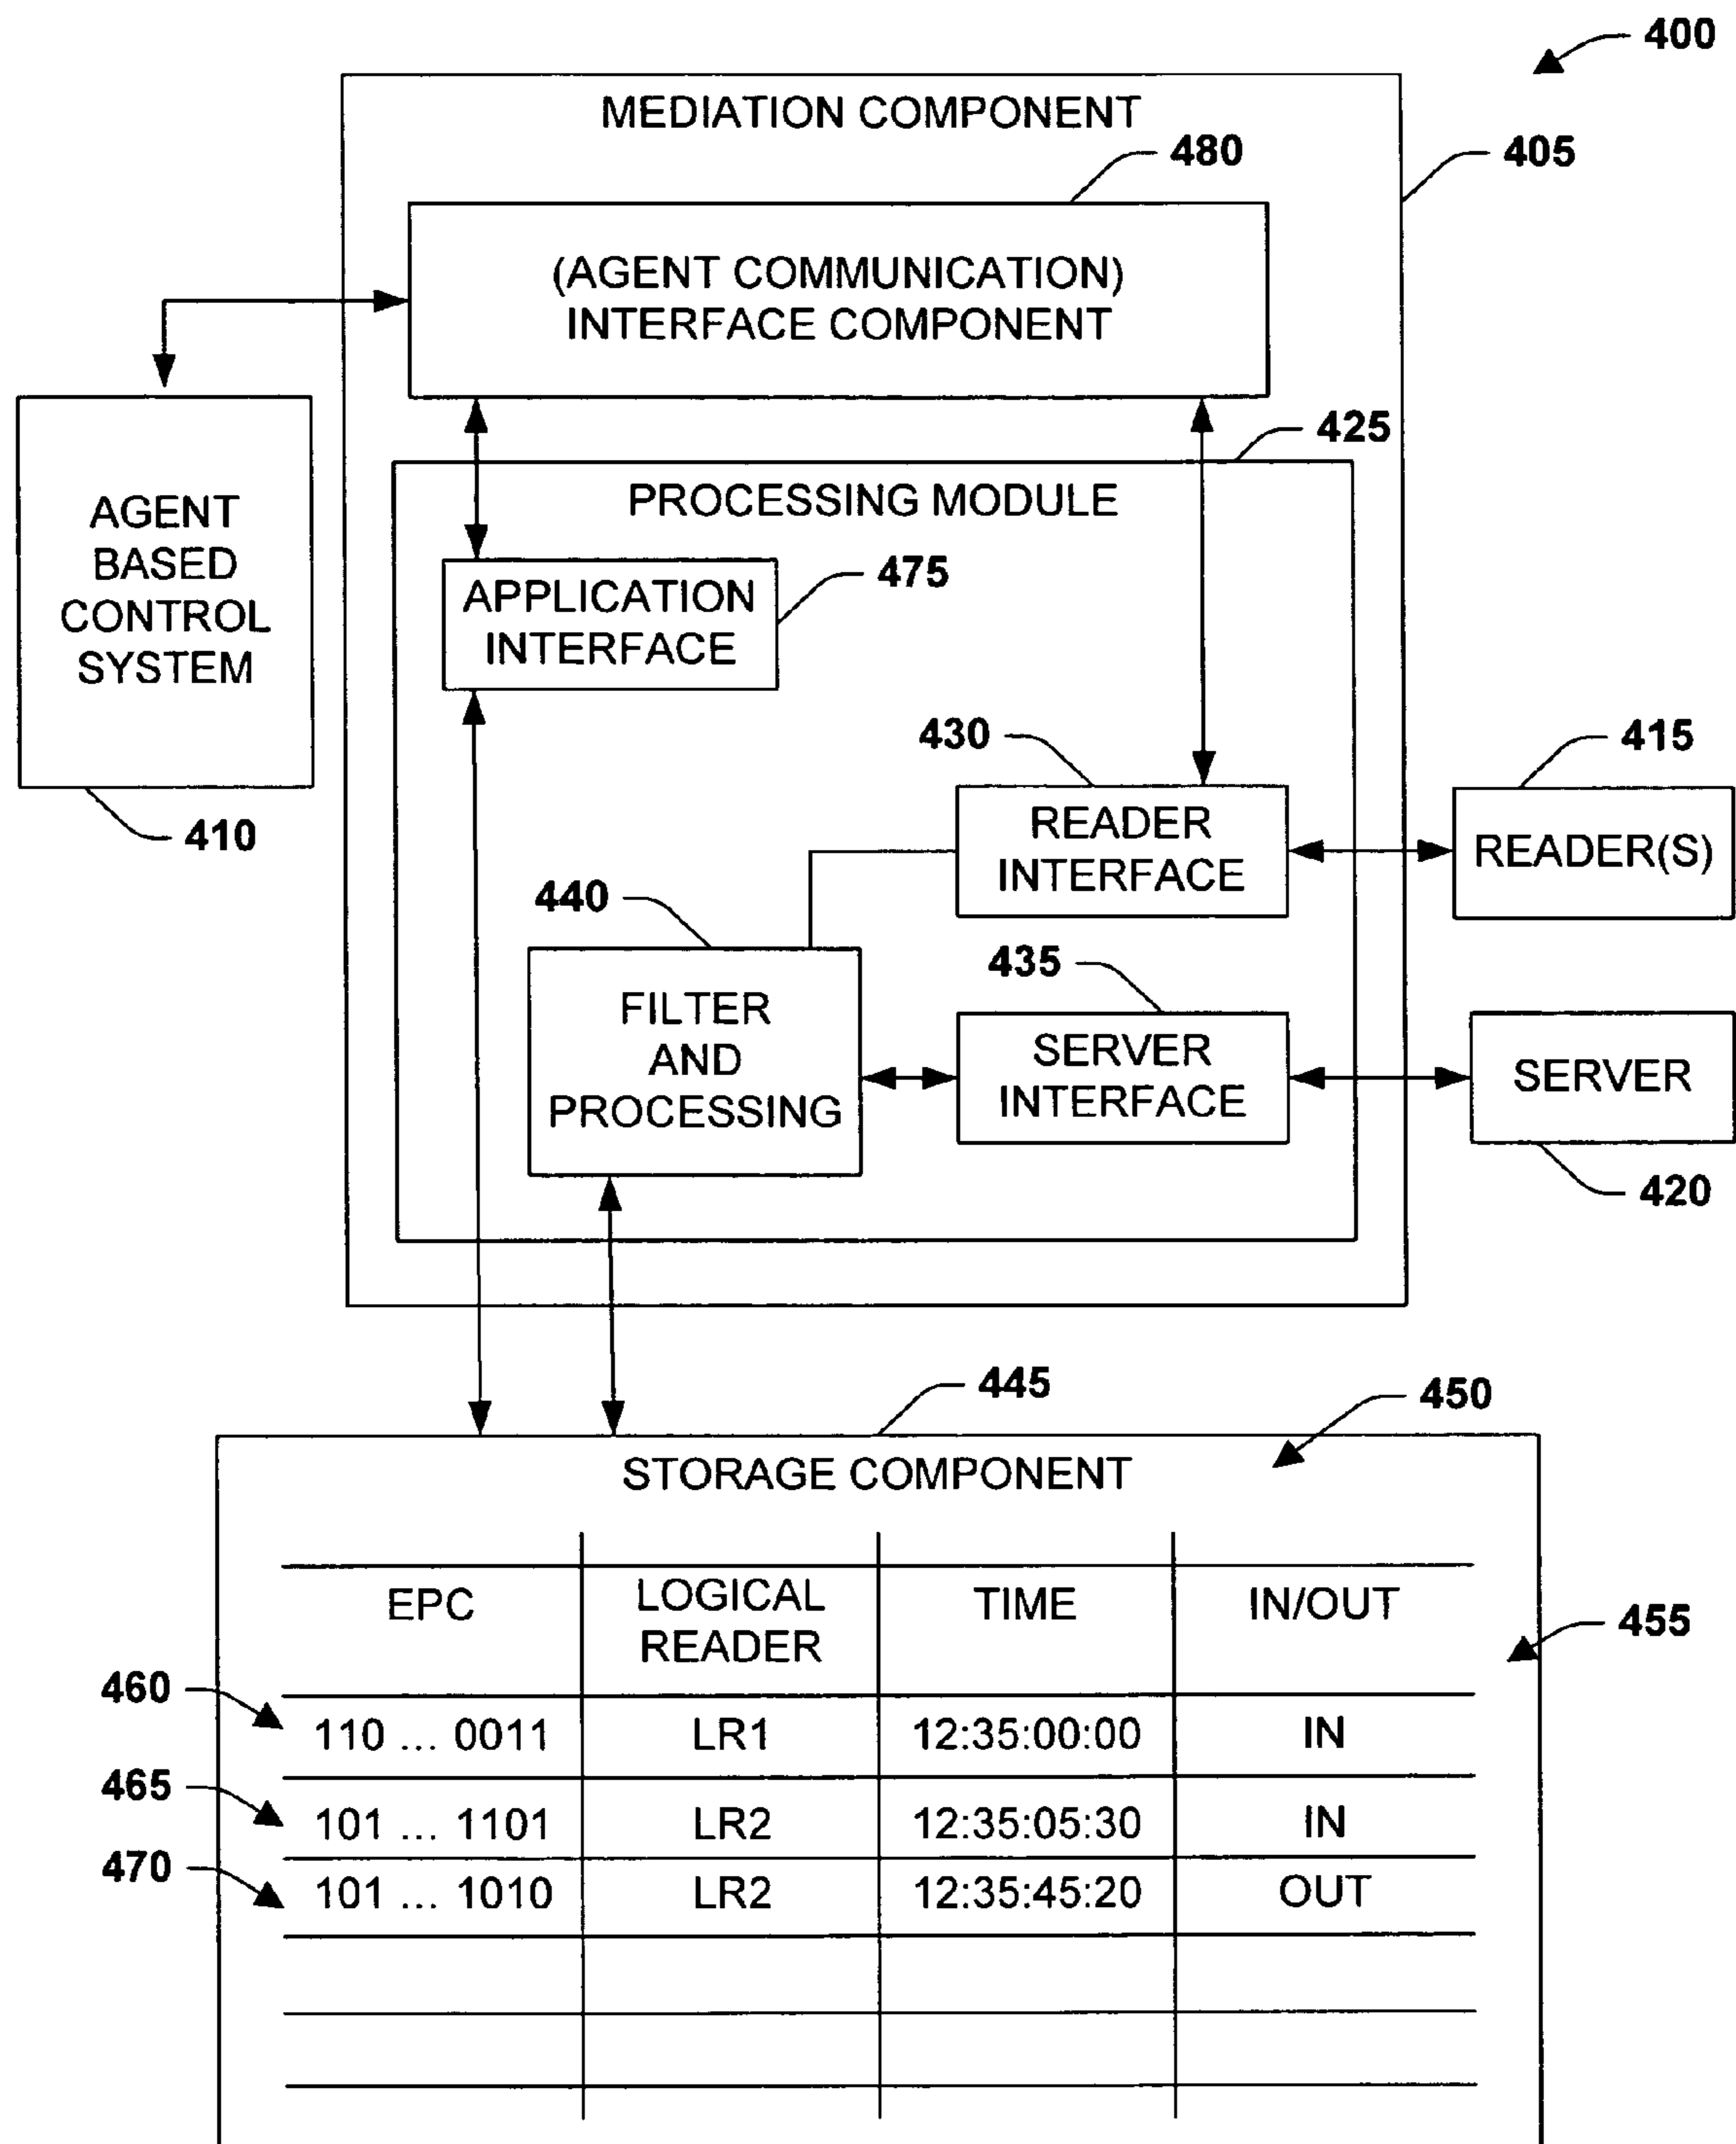 400
MEDIATION COMPONENT
480
405
(AGENT COMMUNICATION)
INTERFACE COMPONENT
425
PROCESSING MODULE
AGENT
BASED
CONTROL
SYSTEM
410
475
APPLICATION
INTERFACE
430
READER
INTERFACE
415
READER(S)
440
FILTER
AND
PROCESSING
435
SERVER
INTERFACE
SERVER
420
445
450
STORAGE COMPONENT
455
EPC
LOGICAL
READER
TIME
IN/OUT
460
110 ... 0011 LR1 12:35:00:00 IN
465
101 ... 1101 LR2 12:35:05:30 IN
470
101 ... 1010 LR2 12:35:45:20 OUT